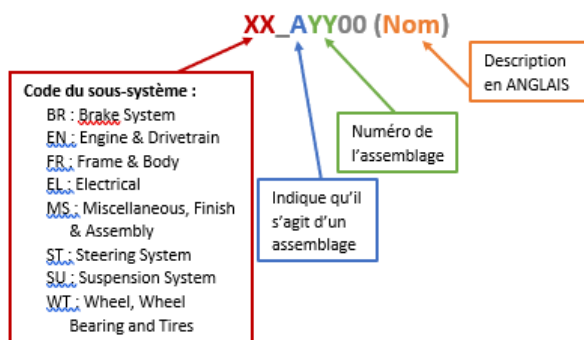 XX_AYY00 (Nom)
Code du sous-système :
BR : Brake System
EN : Engine & Drivetrain
FR : Frame & Body
EL : Electrical
MS : Miscellaneous, Finish
& Assembly
ST : Steering System
SU : Suspension System
WT : Wheel, Wheel
Bearing and Tires
Indique qu'il
s'agit d'un
assemblage
Numéro de
l'assemblage
Description
en ANGLAIS